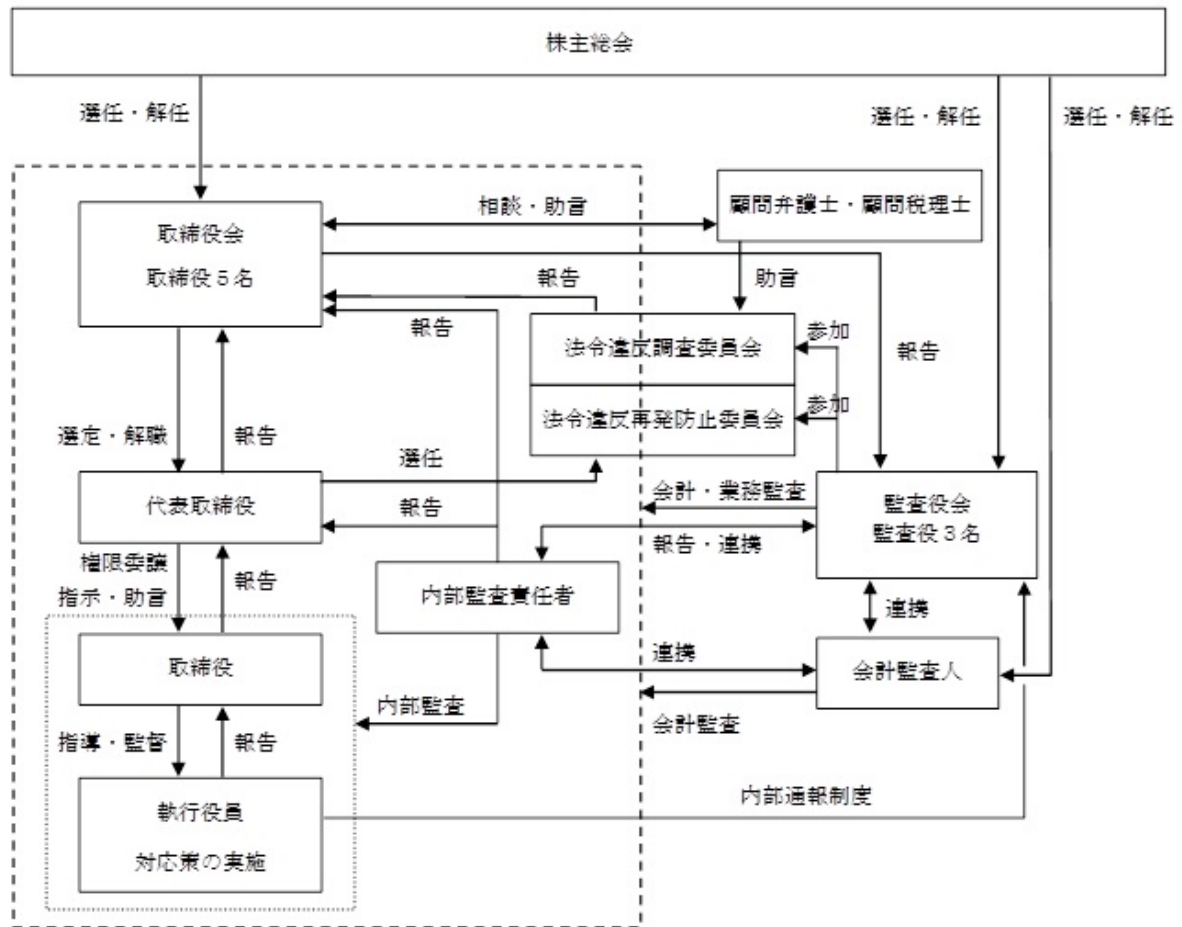 株主総会
選任・解任
選任・解任
選任・解任
取締役会
取締役５名
相談・助言
顧問弁護士・顧問税理士
報告
助言
報告
法令違反調査委員会
参加
報告
法令違反再発防止委員会
参加
選定・解職
報告
選任
代表取締役
報告
会計・業務監査
監査役会
監査役３名
報告・連携
権限委譲
指示・助言
報告
内部監査責任者
連携
取締役
連携
会計監査人
内部監査
会計監査
指導・監督
報告
内部通報制度
執行役員
対応策の実施